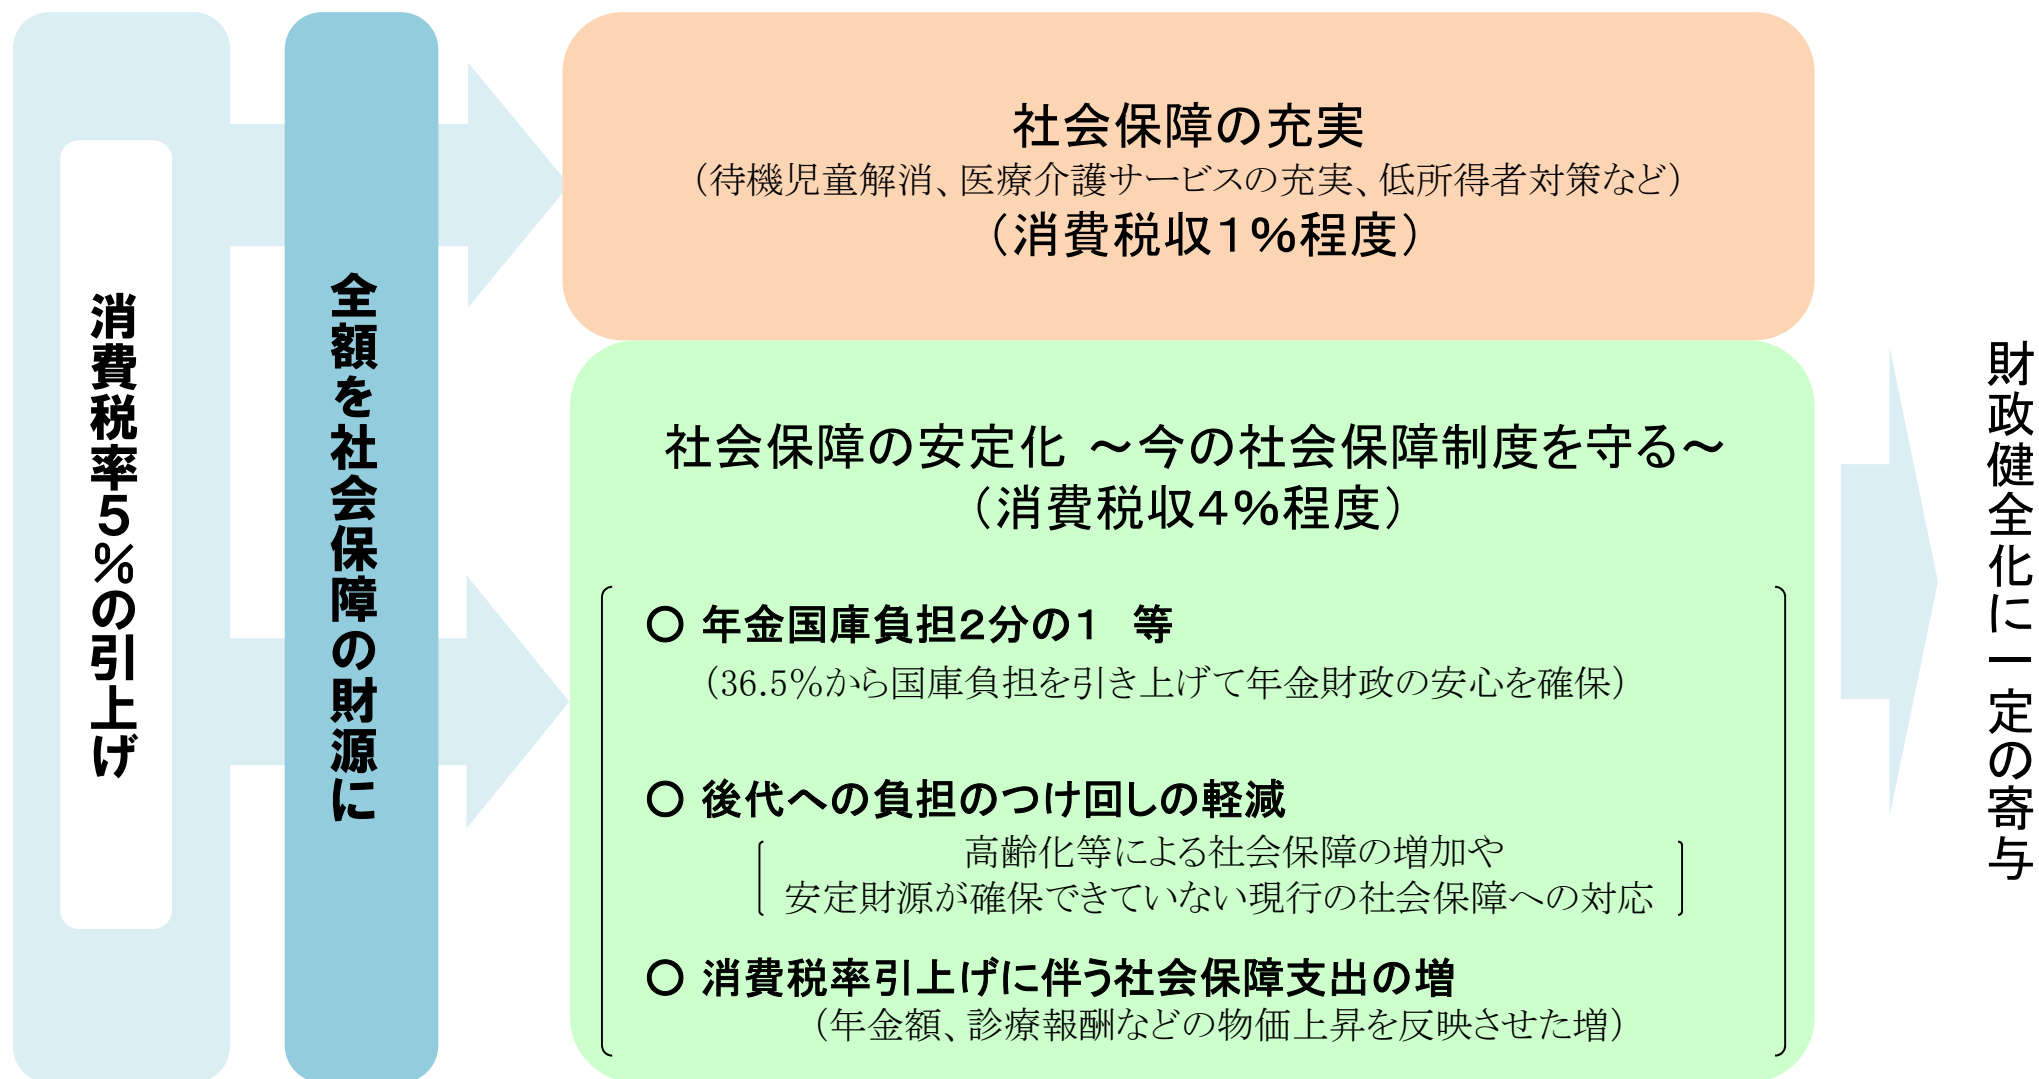 消費税率５％の引上げ
全額を社会保障の財源に
社会保障の充実
（待機児童解消、医療介護サービスの充実、低所得者対策など）
（消費税収１％程度）
社会保障の安定化 ～今の社会保障制度を守る～
（消費税収４％程度）
○ 年金国庫負担２分の１　等
（36.5％から国庫負担を引き上げて年金財政の安心を確保）
○ 後代への負担のつけ回しの軽減
高齢化等による社会保障の増加や
安定財源が確保できていない現行の社会保障への対応
○ 消費税率引上げに伴う社会保障支出の増
（年金額、診療報酬などの物価上昇を反映させた増）
財政健全化に一定の寄与